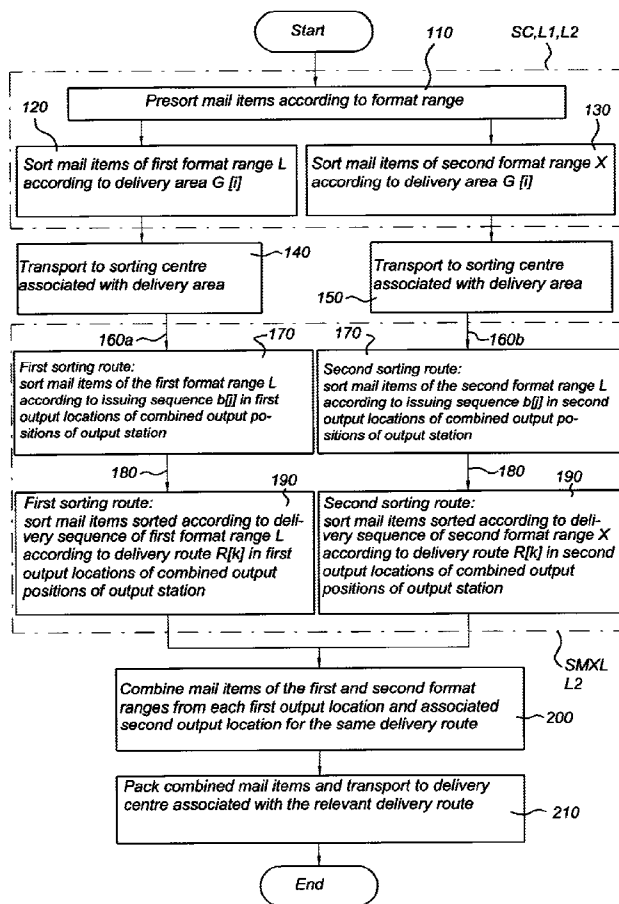 Start
SC,L1,L2
110
Presort mail items according to format range
120
130
Sort mail items of first format range L
according to delivery area G [i]
Sort mail items of second format range X
according to delivery area G [i]
Transport to sorting centre
associated with delivery area
140
Transport to sorting centre
associated with delivery area
150
160a
170
170
160b
First sorting route:
sort mail items of the first format range L
according to issuing sequence b[j] in first
output locations of combined output po-
sitions of output station
Second sorting route:
sort mail items of the second format range L
according to issuing sequence b[j] in second
output locations of combined output po-
sitions of output station
180
190
180
190
First sorting route:
sort mail items sorted according to deli-
very sequence of first format range L
according to delivery route R[k] in first
output locations of combined output
positions of output station
Second sorting route:
sort mail items sorted according to deli-
very sequence of second format range X
according to delivery route R[k] in second
output locations of combined output
positions of output station
SMXL
L2
Combine mail items of the first and second format
ranges from each first output location and associated
second output location for the same delivery route
200
Pack combined mail items and transport to delivery
centre associated with the relevant delivery route
210
End